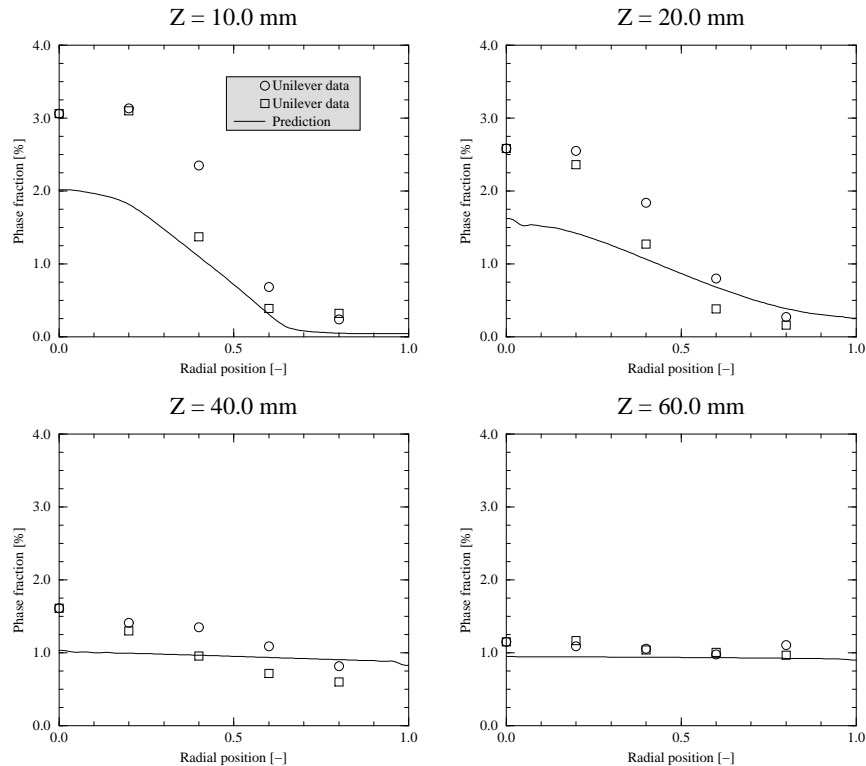 Z = 10.0 mm
4.0
3.0
2.0
1.0
0.0
Phase fraction [%]
Unilever data
Unilever data
Prediction
0.0
0.5
1.0
Radial position [–]
Z = 20.0 mm
4.0
3.0
2.0
1.0
0.0
Phase fraction [%]
0.0
0.5
1.0
Radial position [–]
Z = 40.0 mm
4.0
3.0
2.0
1.0
0.0
Phase fraction [%]
0.0
0.5
1.0
Radial position [–]
Z = 60.0 mm
4.0
3.0
2.0
1.0
0.0
Phase fraction [%]
0.0
0.5
1.0
Radial position [–]